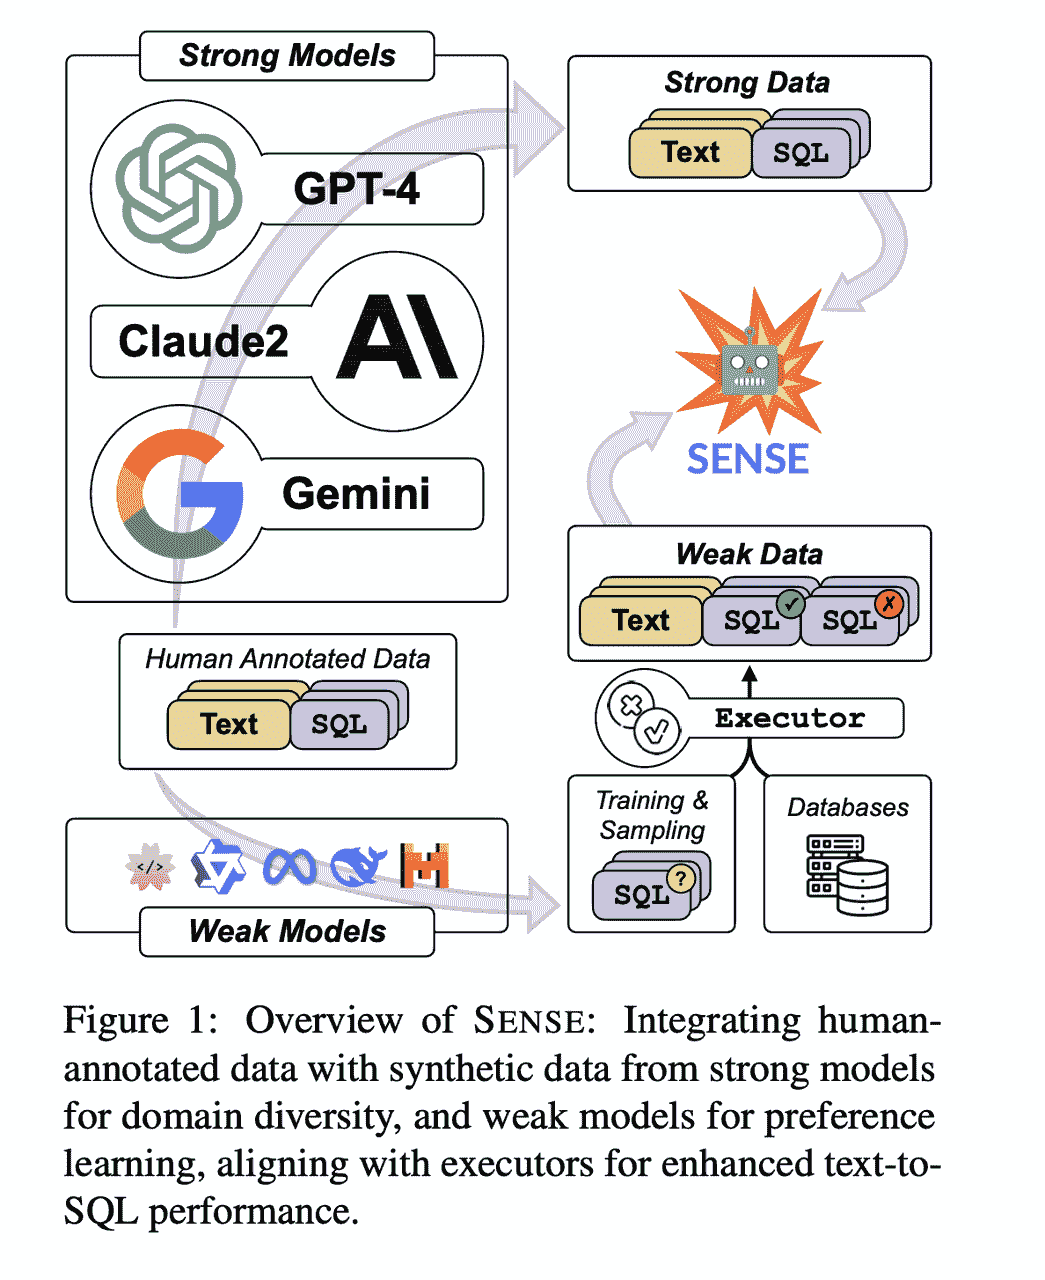 Strong Models
GPT-4
Claude2
Gemini
Strong Data
Text SQL
SENSE
Human Annotated Data
Text SQL
Weak Data
Text SQL ✓ SQL ✗
Executor
Training &
Sampling
SQL ?
Databases
</>
Weak Models
Figure 1: Overview of SENSE: Integrating human-
annotated data with synthetic data from strong models
for domain diversity, and weak models for preference
learning, aligning with executors for enhanced text-to-
SQL performance.